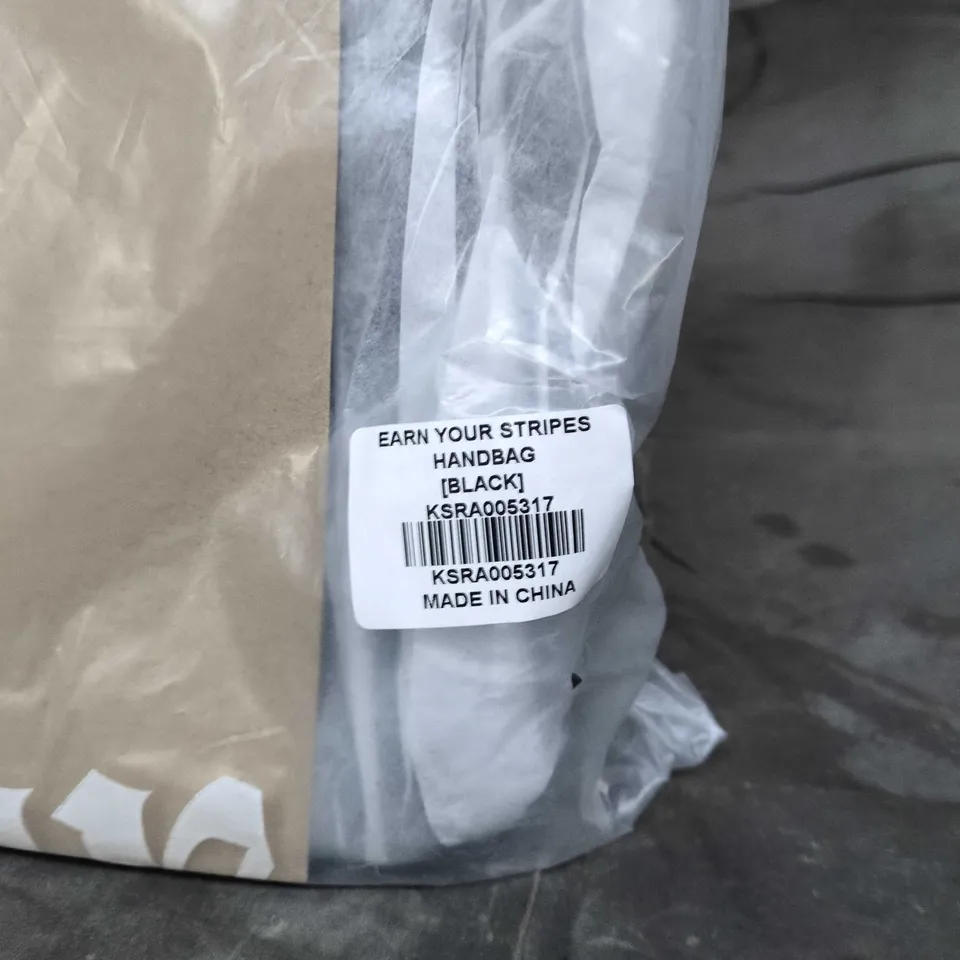 EARN YOUR STRIPES
HANDBAG
[BLACK]
KSRA005317
KSRA005317
MADE IN CHINA